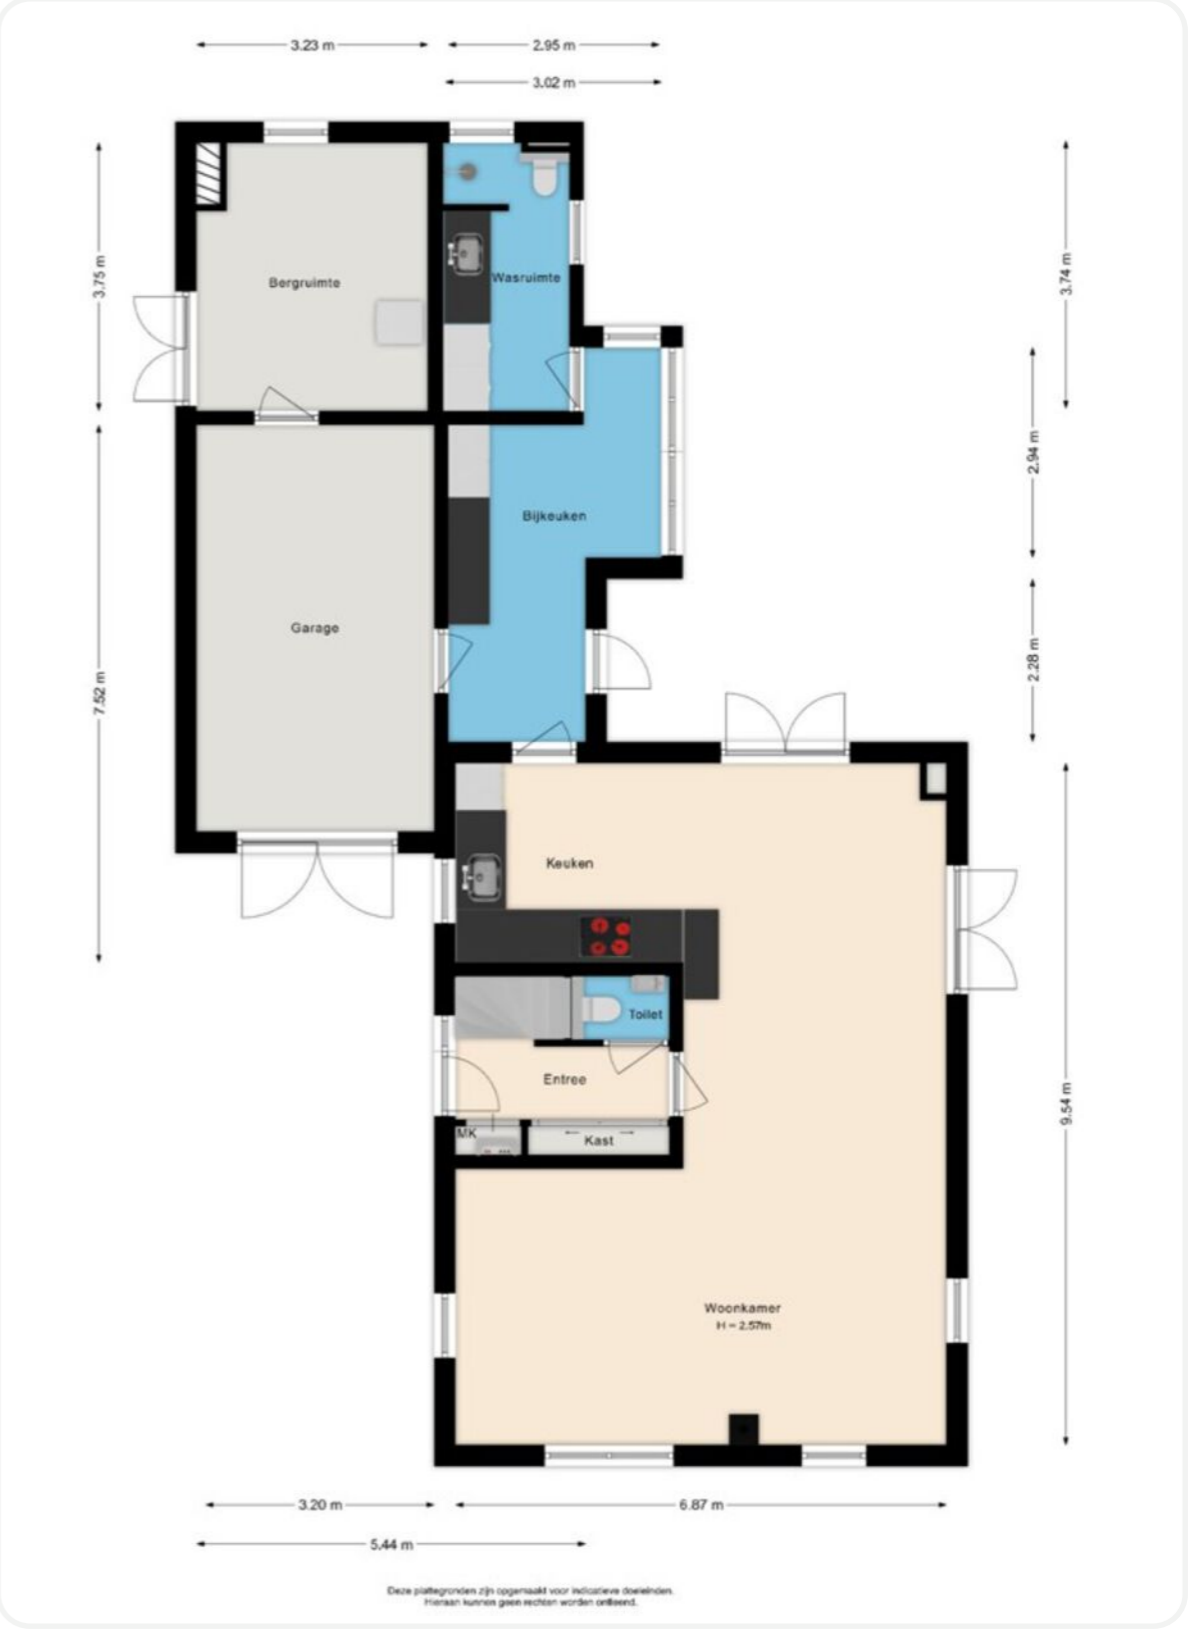 3.23 m
2.95 m
3.02 m
3.75 m
3.74 m
Bergruimte
Wasruimte
2.94 m
Bijkeuken
Garage
2.28 m
7.52 m
Keuken
Toilet
Entree
MK
Kast
9.54 m
Woonkamer
H = 2.57m
3.20 m
6.87 m
5.44 m
Deze plattegronden zijn opgemaakt voor indicatieve doeleinden.
Hieraan kunnen geen rechten worden ontleend.